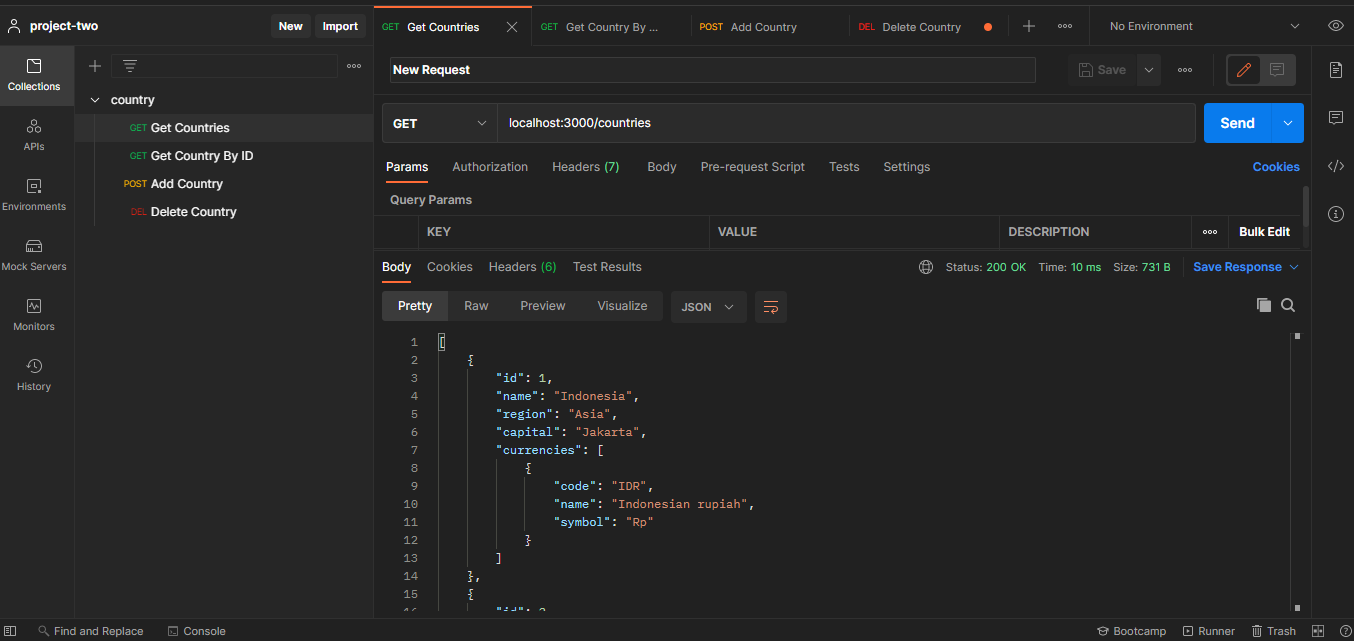 project-two New Import
GET Get Countries GET Get Country By ... POST Add Country DEL Delete Country No Environment
Collections
APIs
Environments
Mock Servers
Monitors
History
country
GET Get Countries
GET Get Country By ID
POST Add Country
DEL Delete Country
New Request Save
GET localhost:3000/countries Send
Params Authorization Headers (7) Body Pre-request Script Tests Settings Cookies
Query Params
KEY VALUE DESCRIPTION Bulk Edit
Body Cookies Headers (6) Test Results Status: 200 OK Time: 10 ms Size: 731 B Save Response
Pretty Raw Preview Visualize JSON
1 [
2 {
3 "id": 1,
4 "name": "Indonesia",
5 "region": "Asia",
6 "capital": "Jakarta",
7 "currencies": [
8 {
9 "code": "IDR",
10 "name": "Indonesian rupiah",
11 "symbol": "Rp"
12 }
13 ]
14 },
15 {
Find and Replace Console Bootcamp Runner Trash